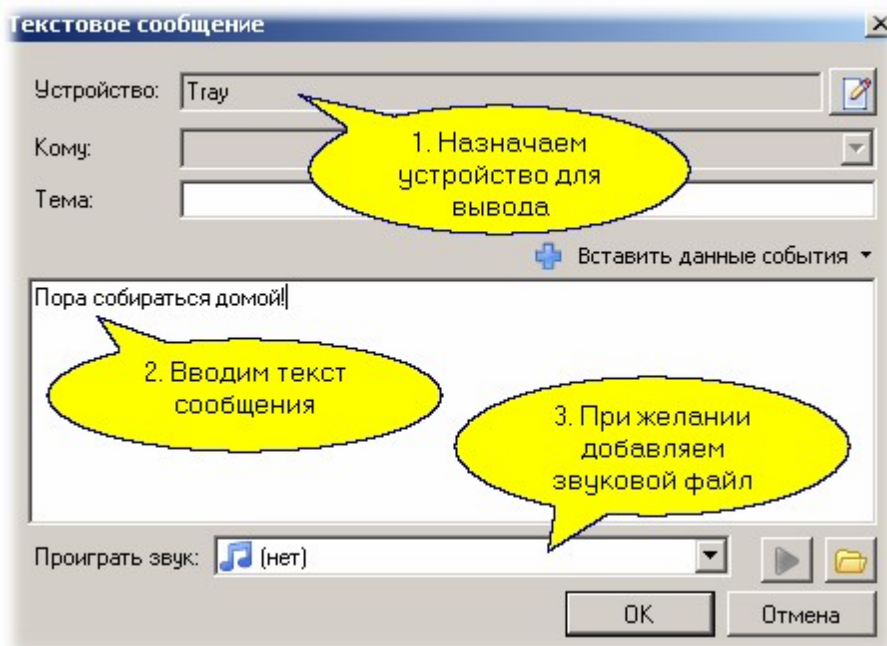 Текстовое сообщение
Устройство: Tray
1. Назначаем
устройство для
вывода
Кому:
Тема:
Вставить данные события
Пора собираться домой!
2. Вводим текст
сообщения
3. При желании
добавляем
звуковой файл
Проиграть звук: (нет)
OK Отмена